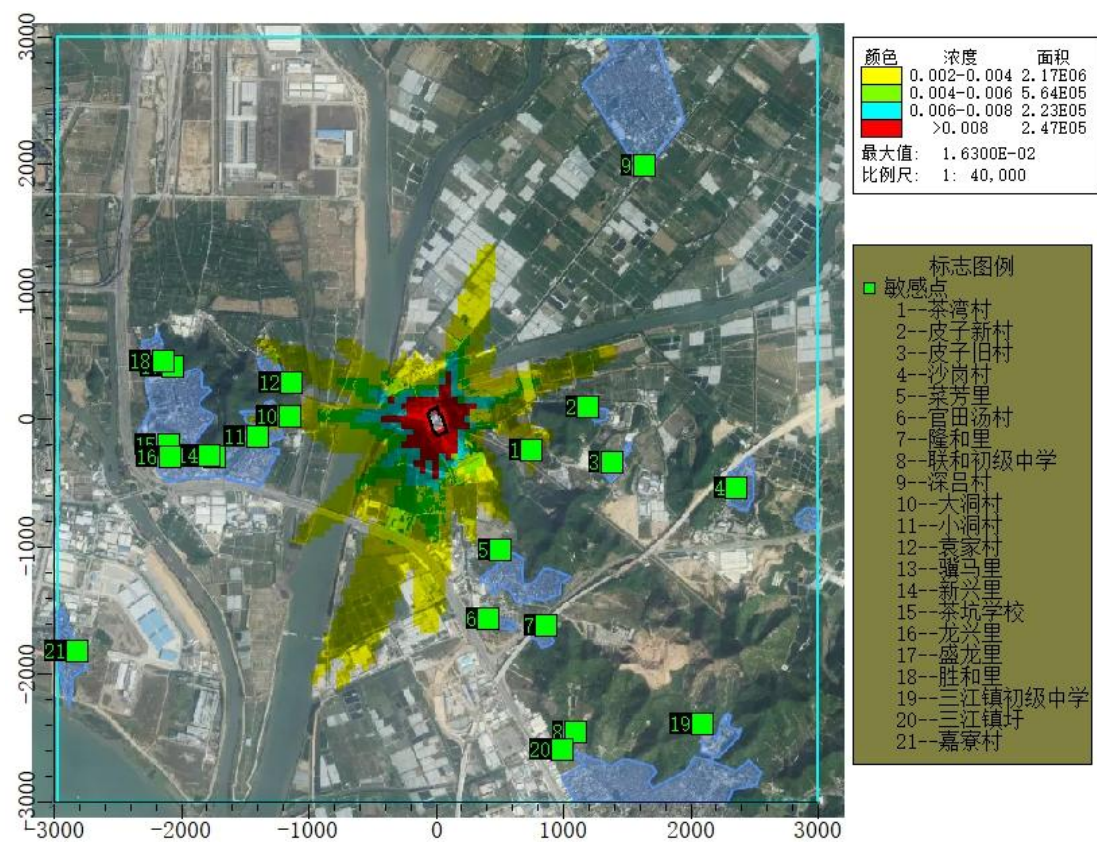 颜色 浓度 面积
0.002-0.004 2.17E06
0.004-0.006 5.64E05
0.006-0.008 2.23E05
>0.008 2.47E05
最大值: 1.6300E-02
比例尺: 1: 40,000
标志图例
敏感点
1--茶湾村
2--皮子新村
3--皮子旧村
4--沙岗村
5--菜芳里
6--官田汤村
7--隆和里
8--联和初级中学
9--深吕村
10--大洞村
11--小洞村
12--袁家村
13--骥马里
14--新兴里
15--茶坑学校
16--龙兴里
17--盛龙里
18--胜和里
19--三江镇初级中学
20--三江镇圩
21--嘉寮村
3000
2000
1000
0
-1000
-2000
-3000
9
18
12
10
2
11
1
15
16
14
3
4
5
6
7
21
8
19
20
-3000 -2000 -1000 0 1000 2000 3000